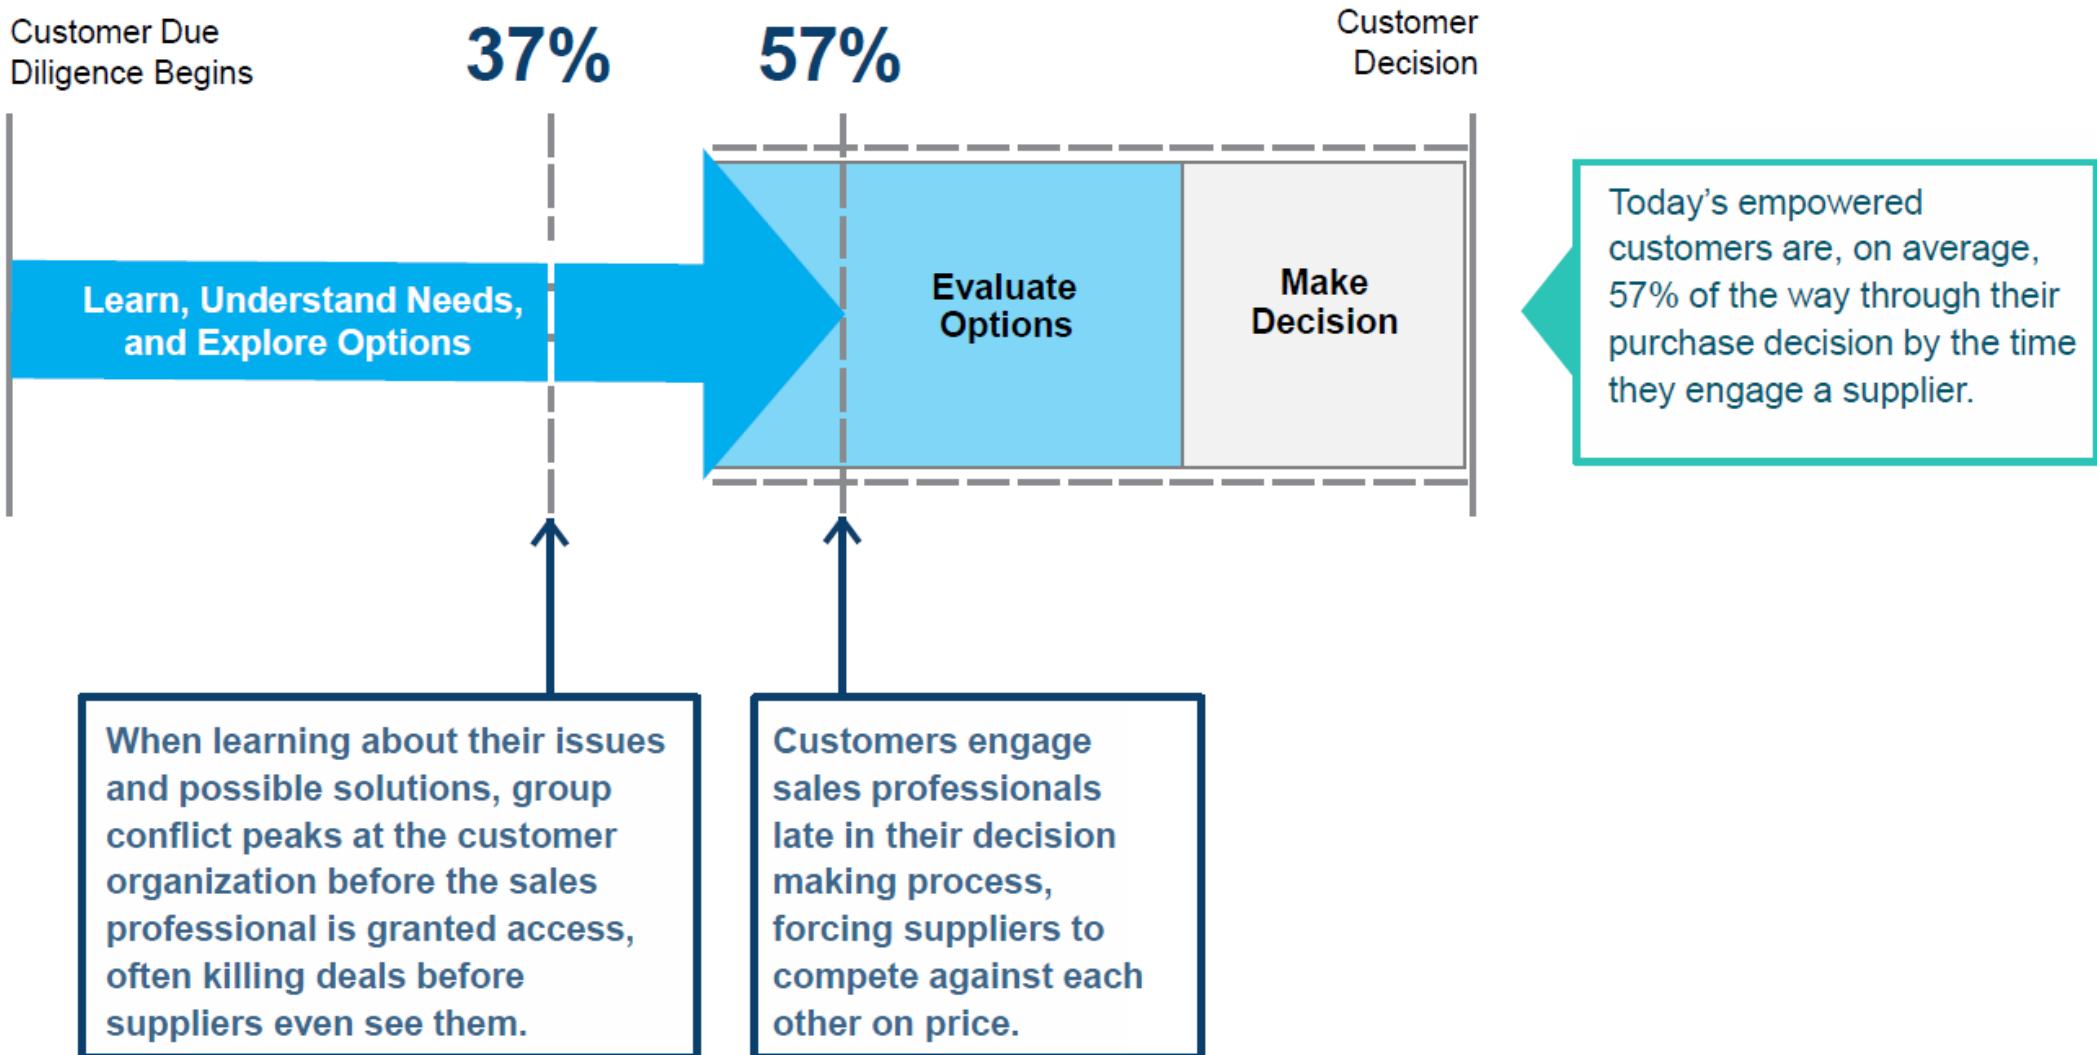 Customer Due
Diligence Begins
37%
57%
Customer
Decision
Learn, Understand Needs,
and Explore Options
Evaluate
Options
Make
Decision
Today’s empowered
customers are, on average,
57% of the way through their
purchase decision by the time
they engage a supplier.
When learning about their issues
and possible solutions, group
conflict peaks at the customer
organization before the sales
professional is granted access,
often killing deals before
suppliers even see them.
Customers engage
sales professionals
late in their decision
making process,
forcing suppliers to
compete against each
other on price.